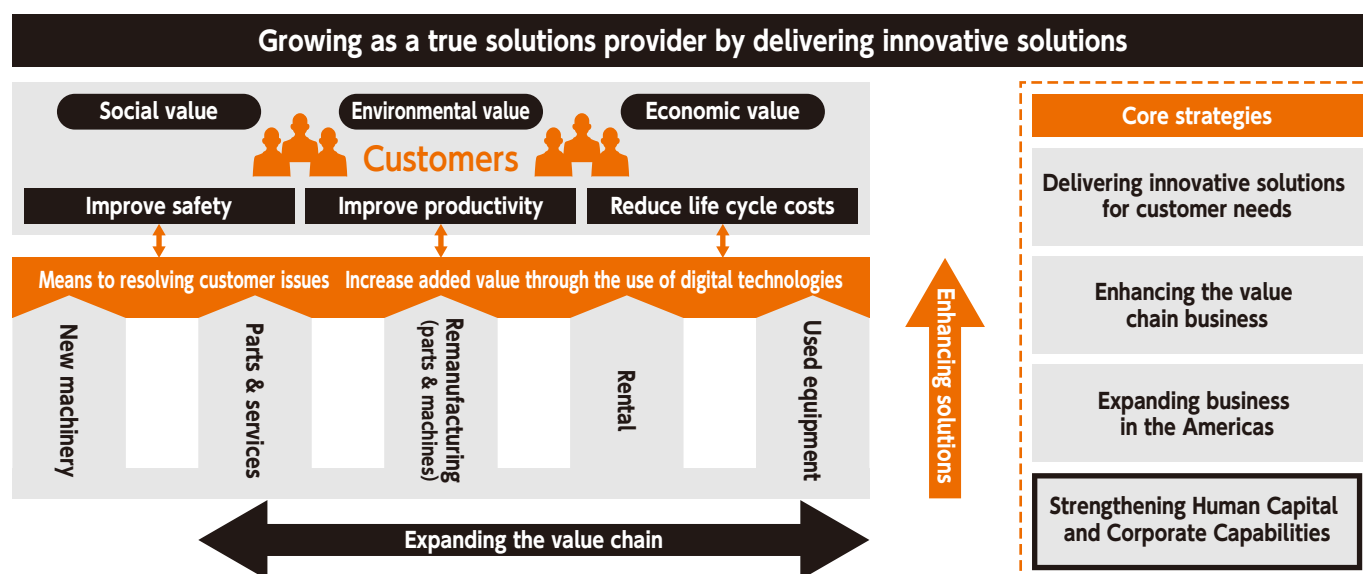 Growing as a true solutions provider by delivering innovative solutions
Social value
Environmental value
Economic value
Customers
Improve safety
Improve productivity
Reduce life cycle costs
Means to resolving customer issues
Increase added value through the use of digital technologies
New machinery
Parts & services
Remanufacturing
(parts & machines)
Rental
Used equipment
Expanding the value chain
Enhancing solutions
Core strategies
Delivering innovative solutions
for customer needs
Enhancing the value
chain business
Expanding business
in the Americas
Strengthening Human Capital
and Corporate Capabilities